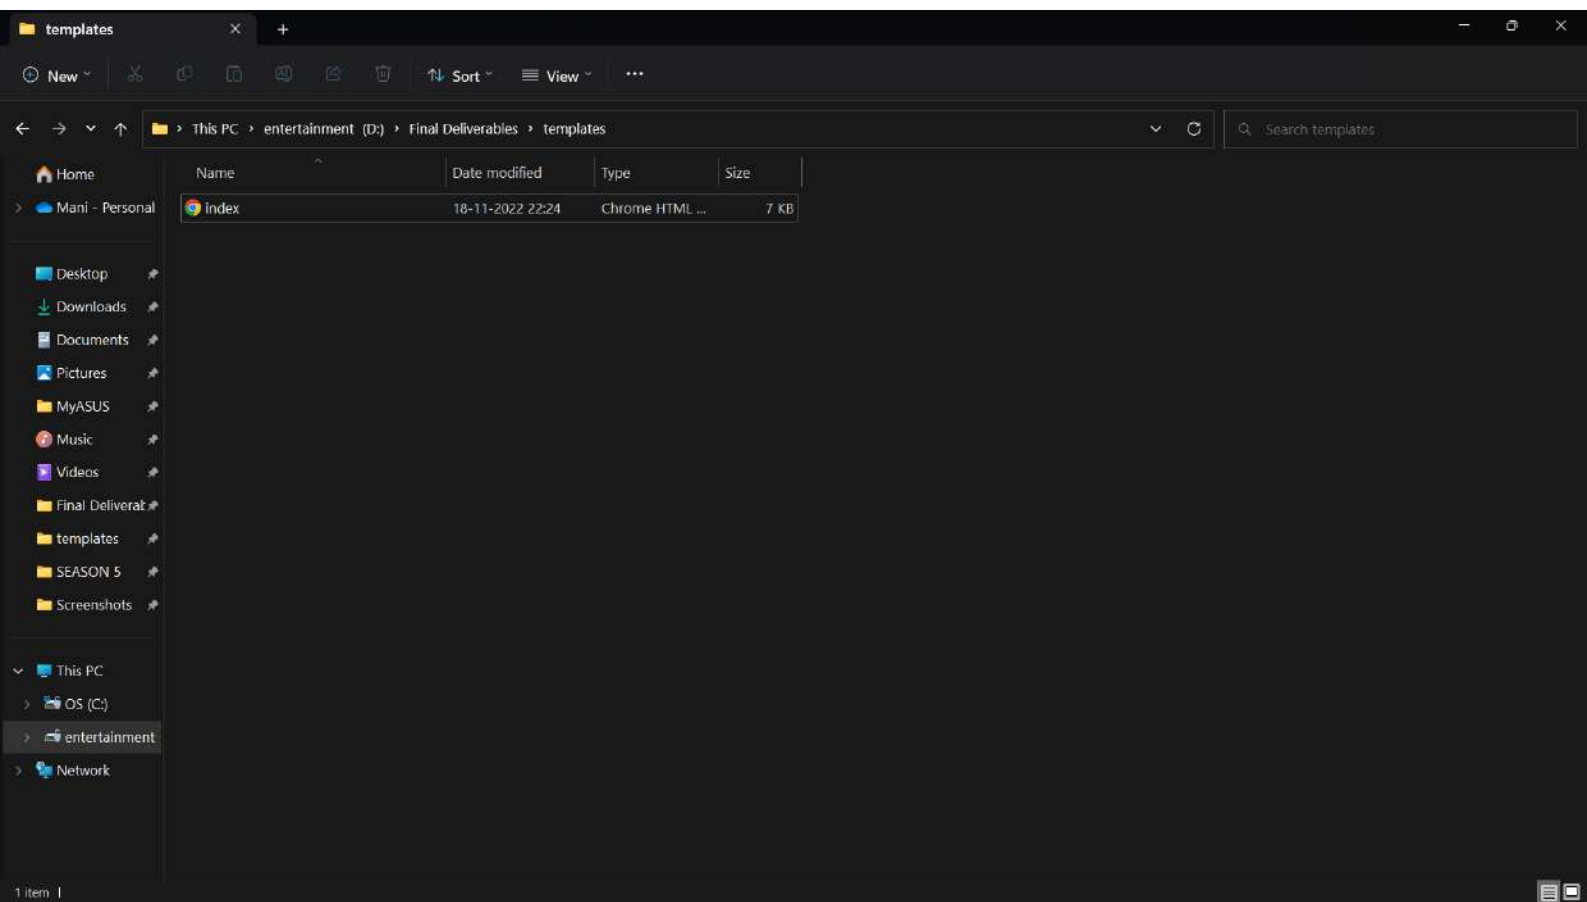 templates
New
Sort
View
This PC > entertainment (D:) > Final Deliverables > templates
Search templates
Name
Date modified
Type
Size
index
18-11-2022 22:24
Chrome HTML ...
7 KB
Home
Mani - Personal
Desktop
Downloads
Documents
Pictures
MyASUS
Music
Videos
Final Deliverat
templates
SEASON 5
Screenshots
This PC
OS (C:)
entertainment
Network
1 item